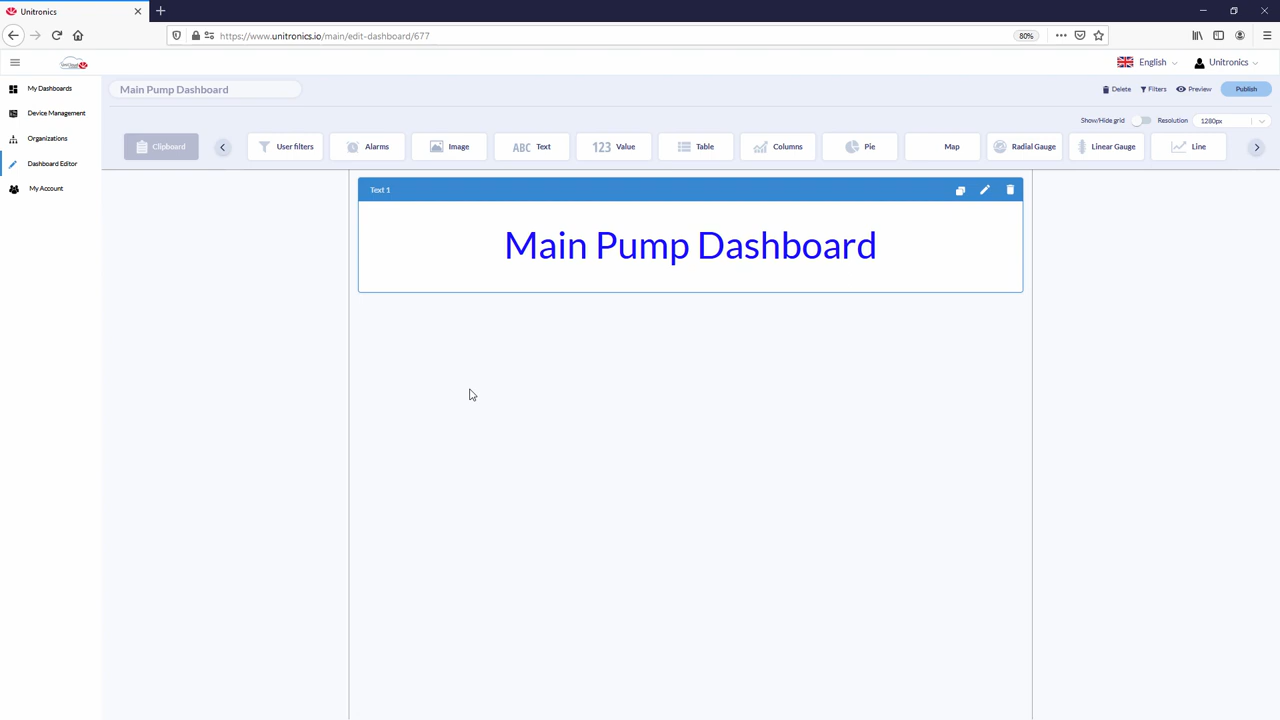 Unitronics
https://www.unitronics.io/main/edit-dashboard/677
80%
English
Unitronics
My Dashboards
Device Management
Organizations
Dashboard Editor
My Account
Main Pump Dashboard
Delete
Filters
Preview
Publish
Show/Hide grid
Resolution
1280px
Clipboard
User filters
Alarms
Image
ABC Text
123 Value
Table
Columns
Pie
Map
Radial Gauge
Linear Gauge
Line
Text 1
Main Pump Dashboard